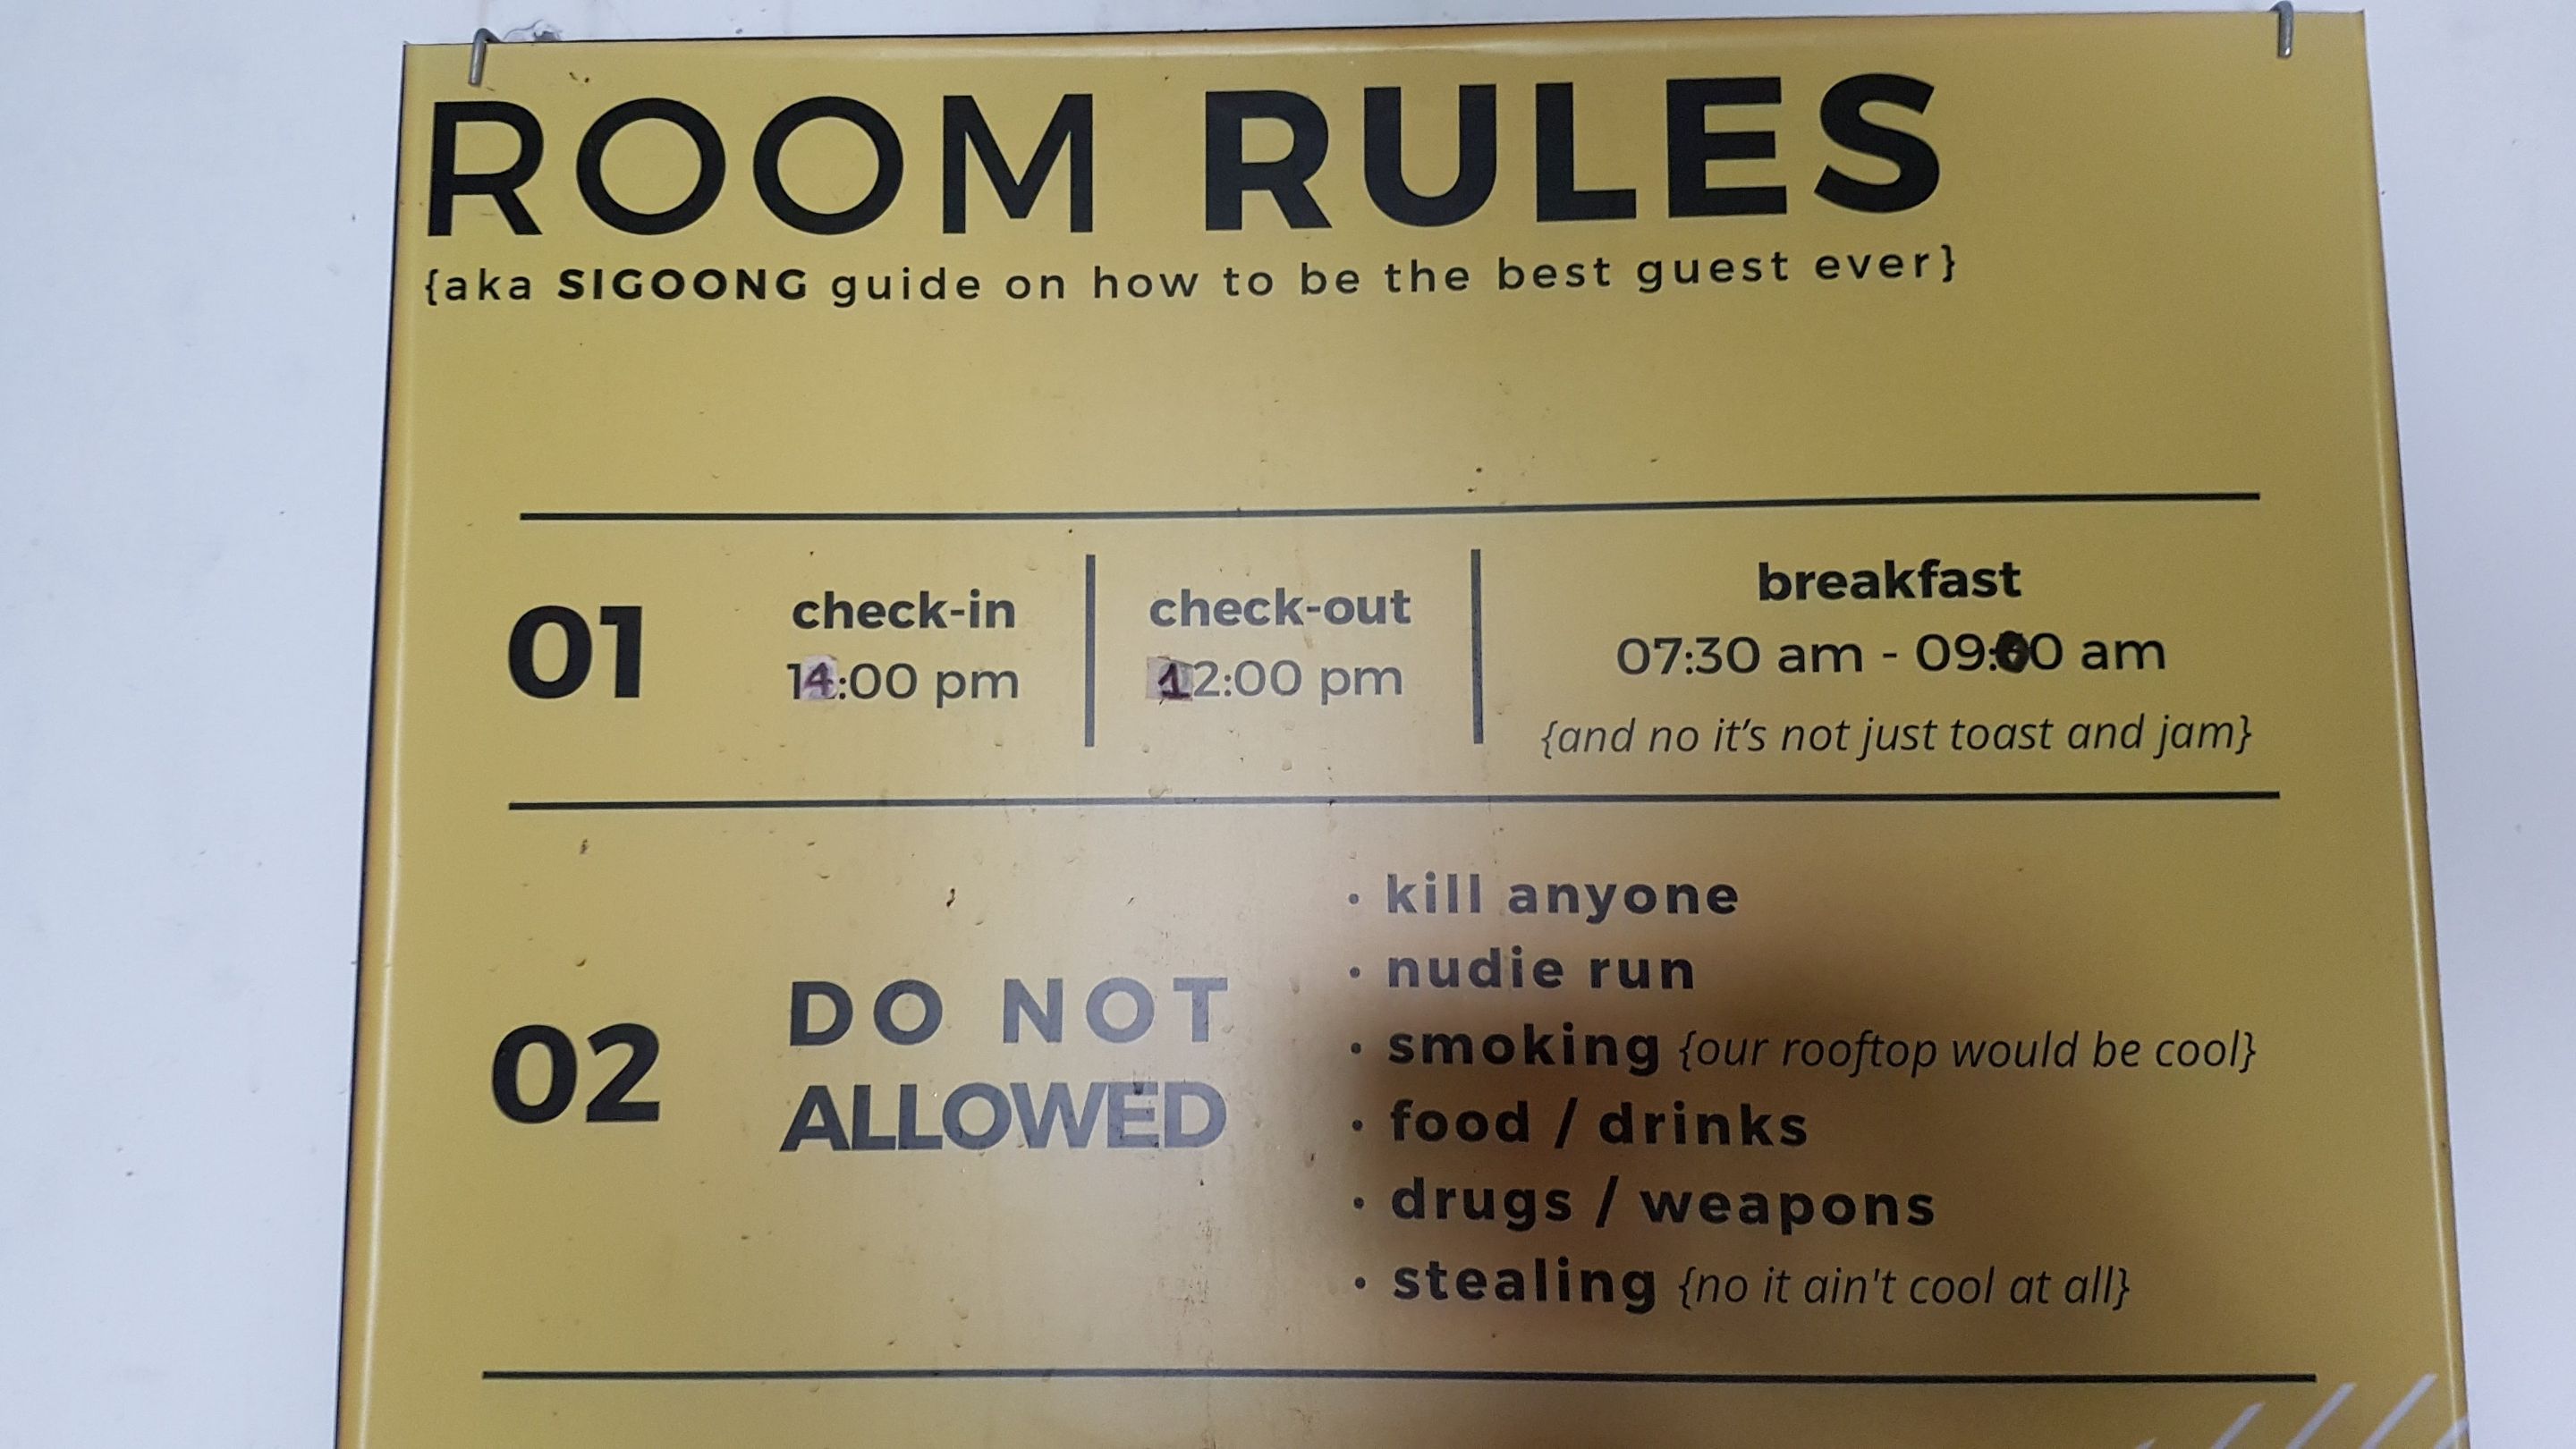 ROOM RULES
{aka SIGOONG guide on how to be the best guest ever}
01
check-in
14:00 pm
check-out
12:00 pm
breakfast
07:30 am - 09:00 am
{and no it's not just toast and jam}
02
DO NOT
ALLOWED
• kill anyone
• nudie run
• smoking {our rooftop would be cool}
• food / drinks
• drugs / weapons
• stealing {no it ain't cool at all}